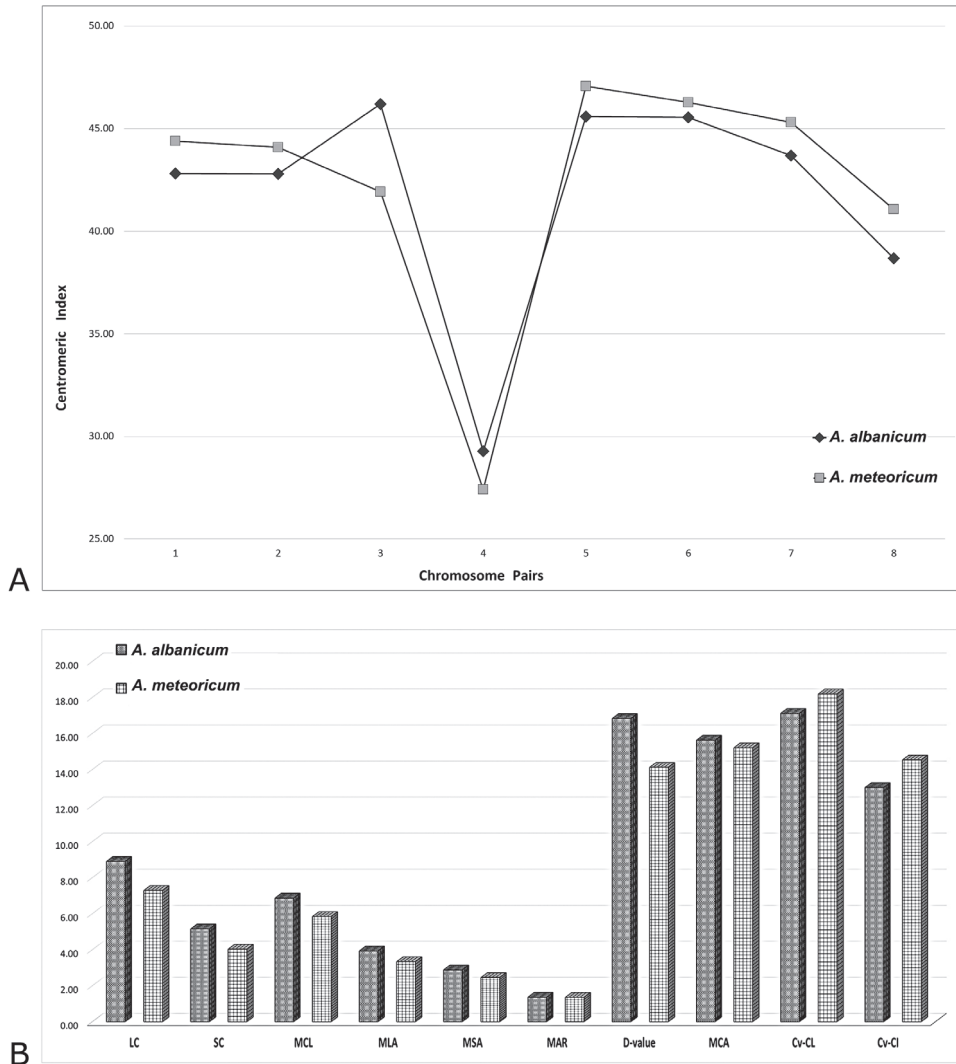 50.00
45.00
40.00
35.00
30.00
25.00
Centromeric Index
A. albanicum
A. meteoricum
1 2 3 4 5 6 7 8
Chromosome Pairs
A
A. albanicum
A. meteoricum
20.00
18.00
16.00
14.00
12.00
10.00
8.00
6.00
4.00
2.00
0.00
LC SC MCL MLA MSA MAR D-value MCA Cv-CL Cv-CI
B